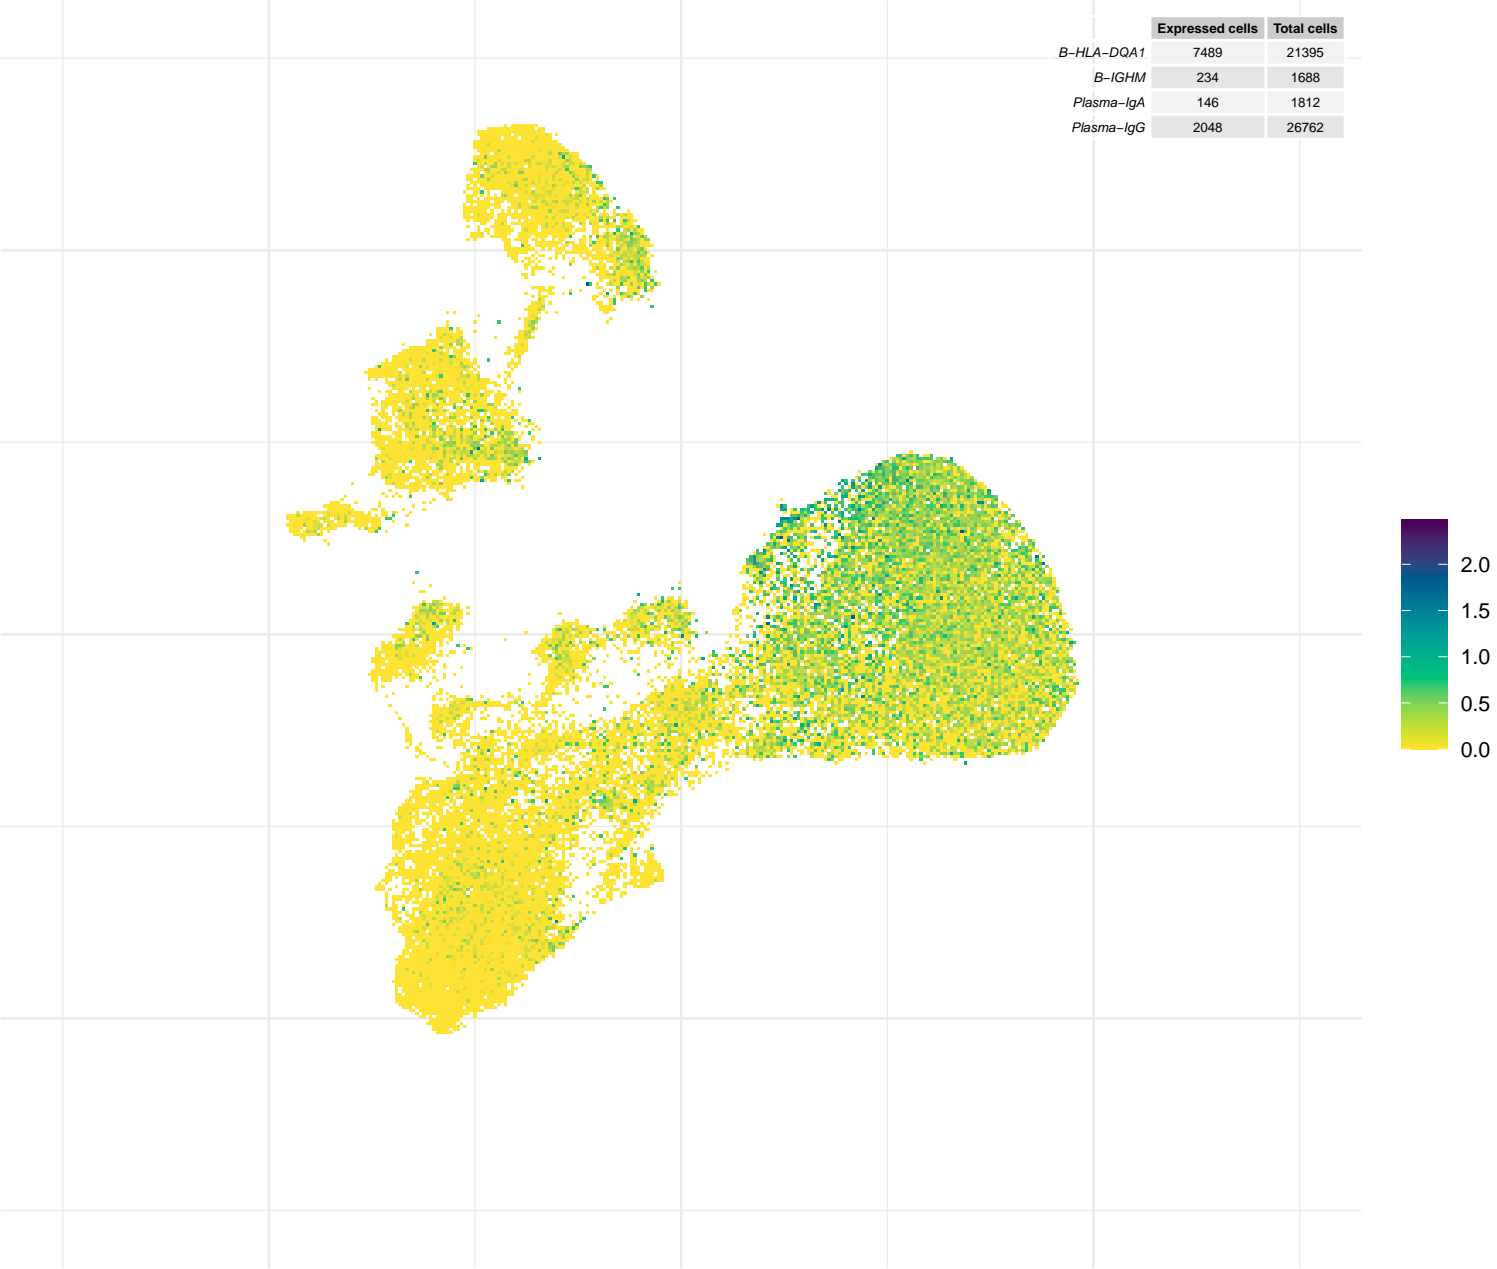 Expressed cells Total cells
B−HLA−DQA1 7489 21395
B−IGHM 234 1688
Plasma−IgA 146 1812
Plasma−IgG 2048 26762
2.0
1.5
1.0
0.5
0.0